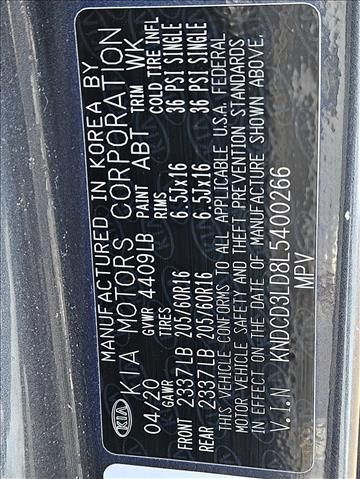 MANUFACTURED IN KOREA BY
KIA KIA MOTORS CORPORATION
04/20 PAINT ABT TRIM WK
GVWR 4409LB
GAWR TIRES RIMS COLD TIRE INFL
FRONT 2337LB 205/60R16 6.5Jx16 36 PSI SINGLE
REAR 2337LB 205/60R16 6.5Jx16 36 PSI SINGLE
THIS VEHICLE CONFORMS TO ALL APPLICABLE U.S.A. FEDERAL
MOTOR VEHICLE SAFETY AND THEFT PREVENTION STANDARDS
IN EFFECT ON THE DATE OF MANUFACTURE SHOWN ABOVE.
V.I.N KNDCD3LD8L5400266
MPV